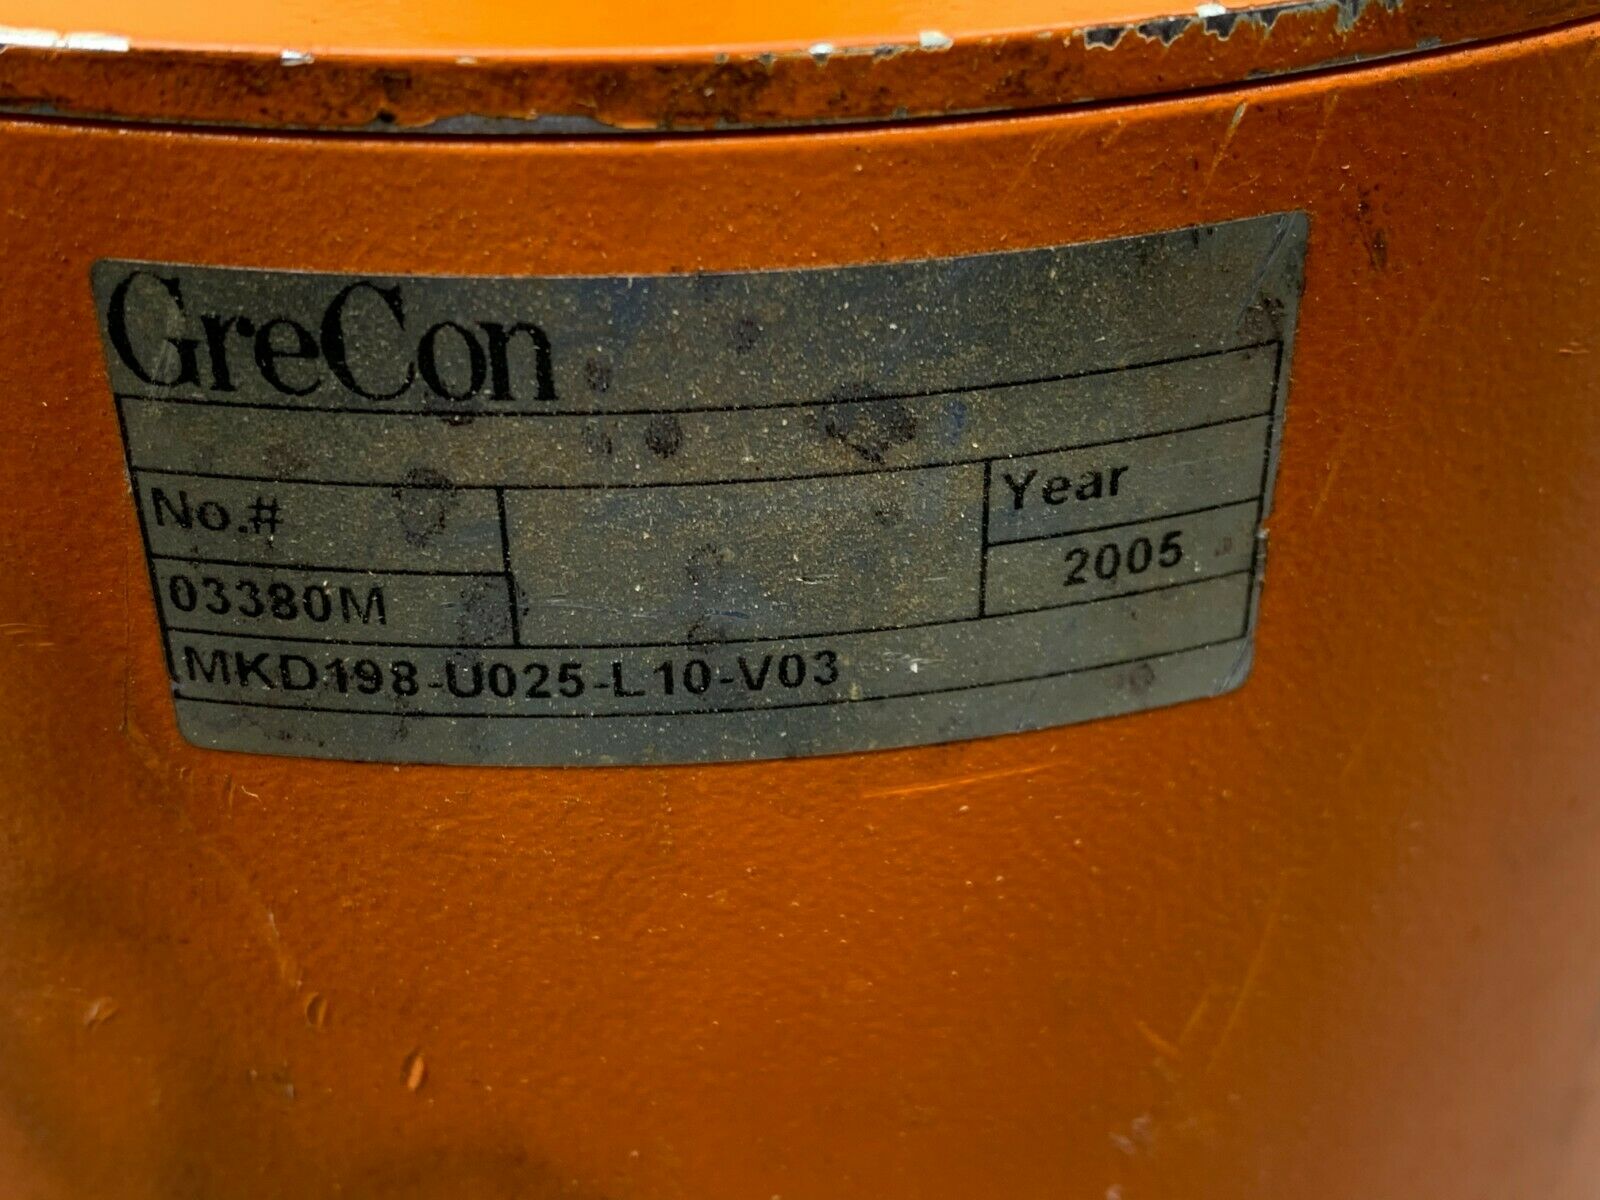 GreCon
No.#
Year
03380M
2005
MKD198-U025-L10-V03